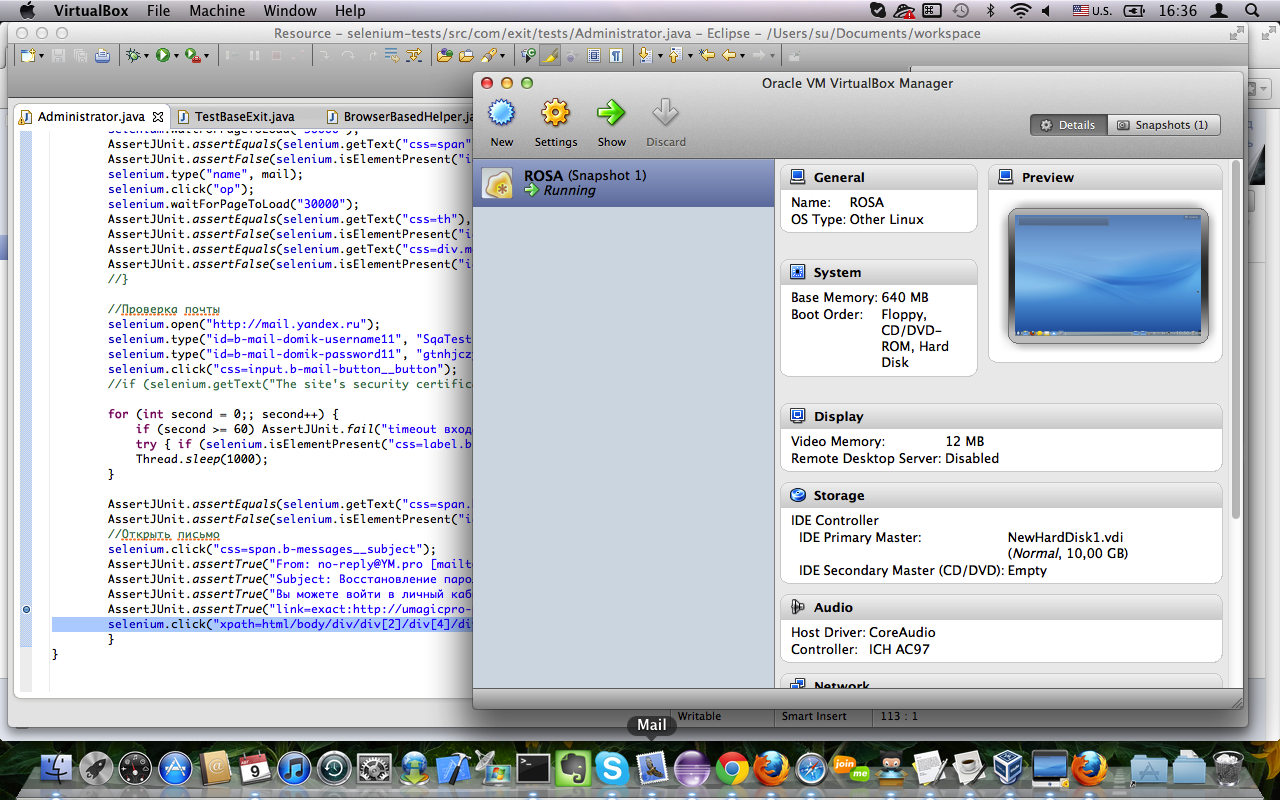 VirtualBox File Machine Window Help U.S. 16:36
Resource - selenium-tests/src/com/exit/tests/Administrator.java - Eclipse - /Users/su/Documents/workspace
Administrator.java TestBaseExit.java BrowserBasedHelper.ja
selenium.waitForPageToLoad("30000");
AssertJUnit.assertEquals(selenium.getText("css=span"
AssertJUnit.assertFalse(selenium.isElementPresent("i
selenium.type("name", mail);
selenium.click("op");
selenium.waitForPageToLoad("30000");
AssertJUnit.assertEquals(selenium.getText("css=th"),
AssertJUnit.assertFalse(selenium.isElementPresent("i
AssertJUnit.assertEquals(selenium.getText("css=div.m
AssertJUnit.assertFalse(selenium.isElementPresent("i
//}
//Проверка почты
selenium.open("http://mail.yandex.ru");
selenium.type("id=b-mail-domik-username11", "SqaTest
selenium.type("id=b-mail-domik-password11", "gtnhjcz
selenium.click("css=input.b-mail-button__button");
//if (selenium.getText("The site's security certific
for (int second = 0;; second++) {
if (second >= 60) AssertJUnit.fail("timeout вход
try { if (selenium.isElementPresent("css=label.b
Thread.sleep(1000);
}
AssertJUnit.assertEquals(selenium.getText("css=span.
AssertJUnit.assertFalse(selenium.isElementPresent("i
//Открыть письмо
selenium.click("css=span.b-messages__subject");
AssertJUnit.assertTrue("From: no-reply@YM.pro [mailt
AssertJUnit.assertTrue("Subject: Восстановление паро
AssertJUnit.assertTrue("Вы можете войти в личный каб
AssertJUnit.assertTrue("link=exact:http://umagicpro-
selenium.click("xpath=html/body/div/div[2]/div[4]/di
}
}
Writable Smart Insert 113 : 1
Oracle VM VirtualBox Manager
New Settings Show Discard
Details Snapshots (1)
ROSA (Snapshot 1)
Running
General
Name: ROSA
OS Type: Other Linux
Preview
System
Base Memory: 640 MB
Boot Order: Floppy,
CD/DVD-
ROM, Hard
Disk
Display
Video Memory: 12 MB
Remote Desktop Server: Disabled
Storage
IDE Controller
IDE Primary Master: NewHardDisk1.vdi
(Normal, 10,00 GB)
IDE Secondary Master (CD/DVD): Empty
Audio
Host Driver: CoreAudio
Controller: ICH AC97
Network
Mail
9
join
me